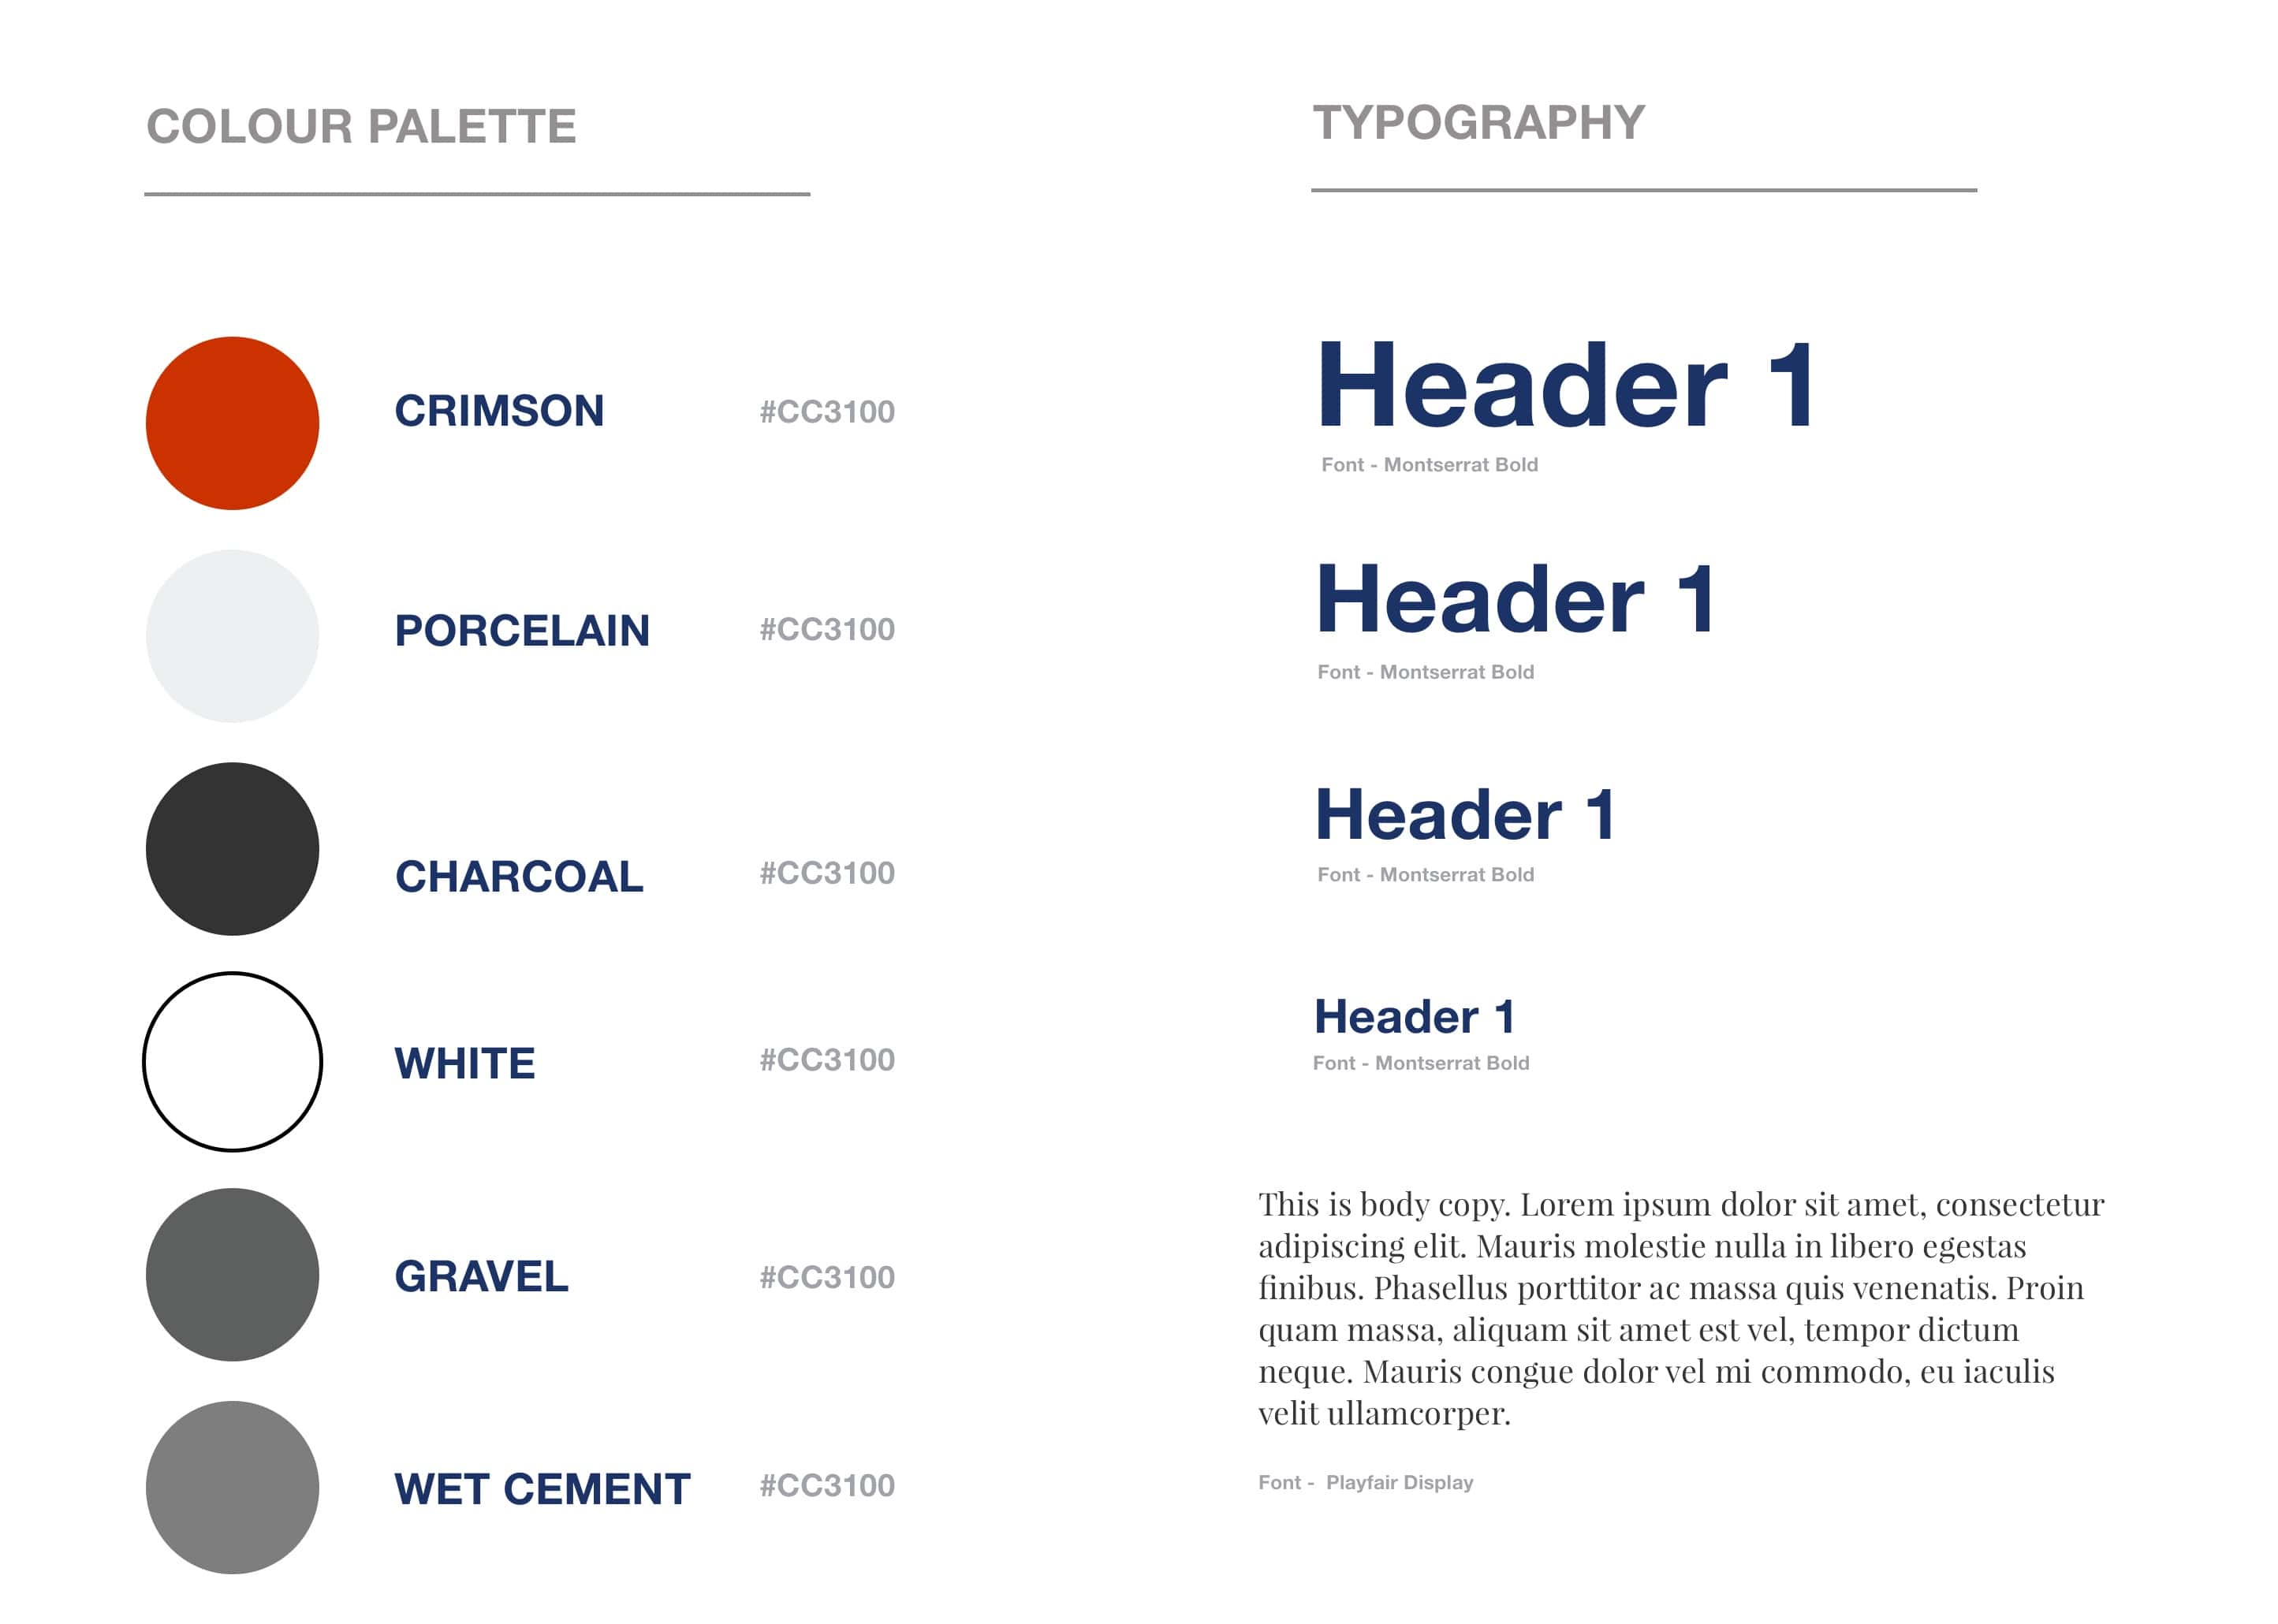 COLOUR PALETTE
CRIMSON #CC3100
PORCELAIN #CC3100
CHARCOAL #CC3100
WHITE #CC3100
GRAVEL #CC3100
WET CEMENT #CC3100
TYPOGRAPHY
Header 1
Font - Montserrat Bold
Header 1
Font - Montserrat Bold
Header 1
Font - Montserrat Bold
Header 1
Font - Montserrat Bold
This is body copy. Lorem ipsum dolor sit amet, consectetur
adipiscing elit. Mauris molestie nulla in libero egestas
finibus. Phasellus porttitor ac massa quis venenatis. Proin
quam massa, aliquam sit amet est vel, tempor dictum
neque. Mauris congue dolor vel mi commodo, eu iaculis
velit ullamcorper.
Font - Playfair Display